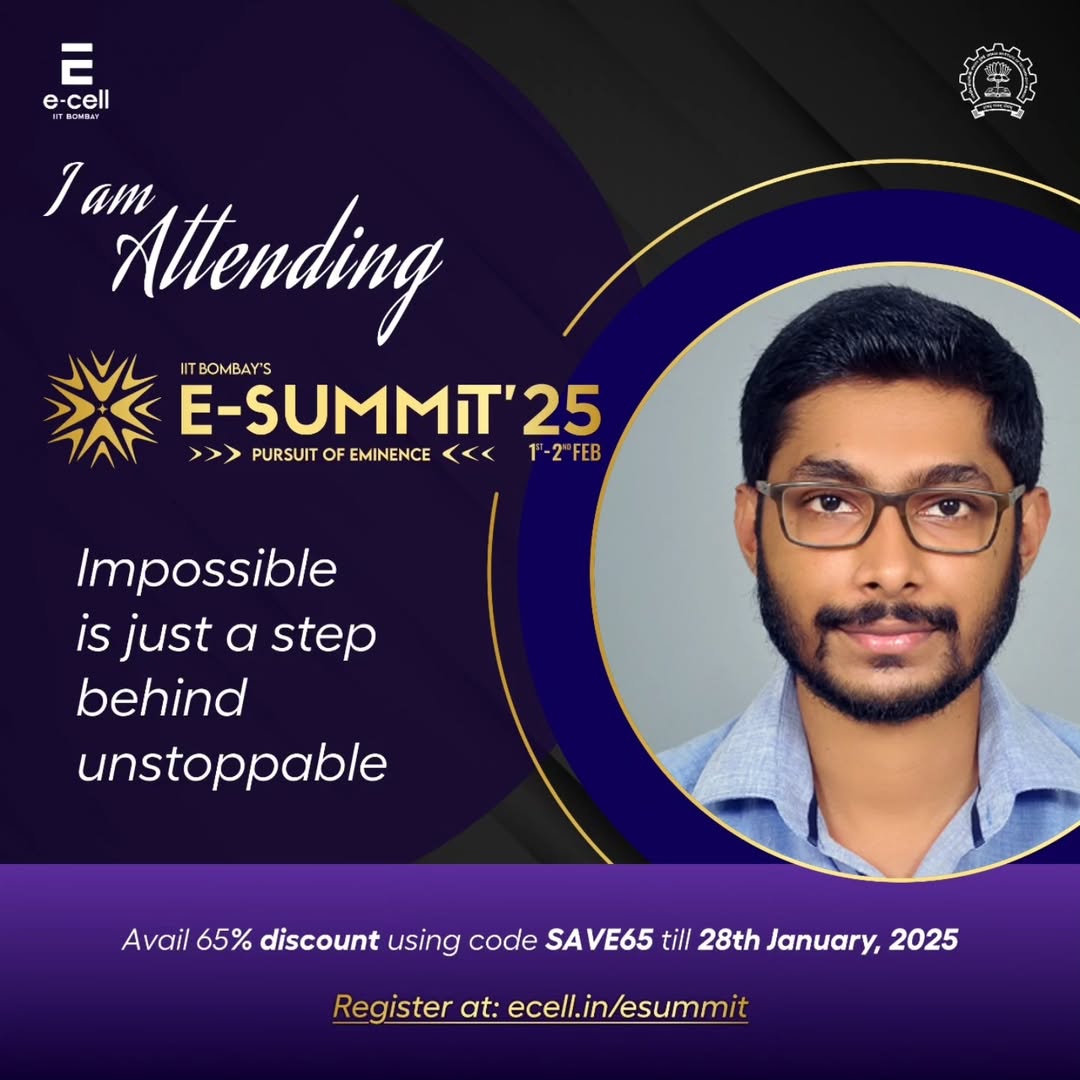 e-cell
IIT BOMBAY
I am
Attending
IIT BOMBAY'S
E-SUMMIT'25
>>> PURSUIT OF EMINENCE <<<
1ST-2ND FEB
Impossible
is just a step
behind
unstoppable
Avail 65% discount using code SAVE65 till 28th January, 2025
Register at: ecell.in/esummit